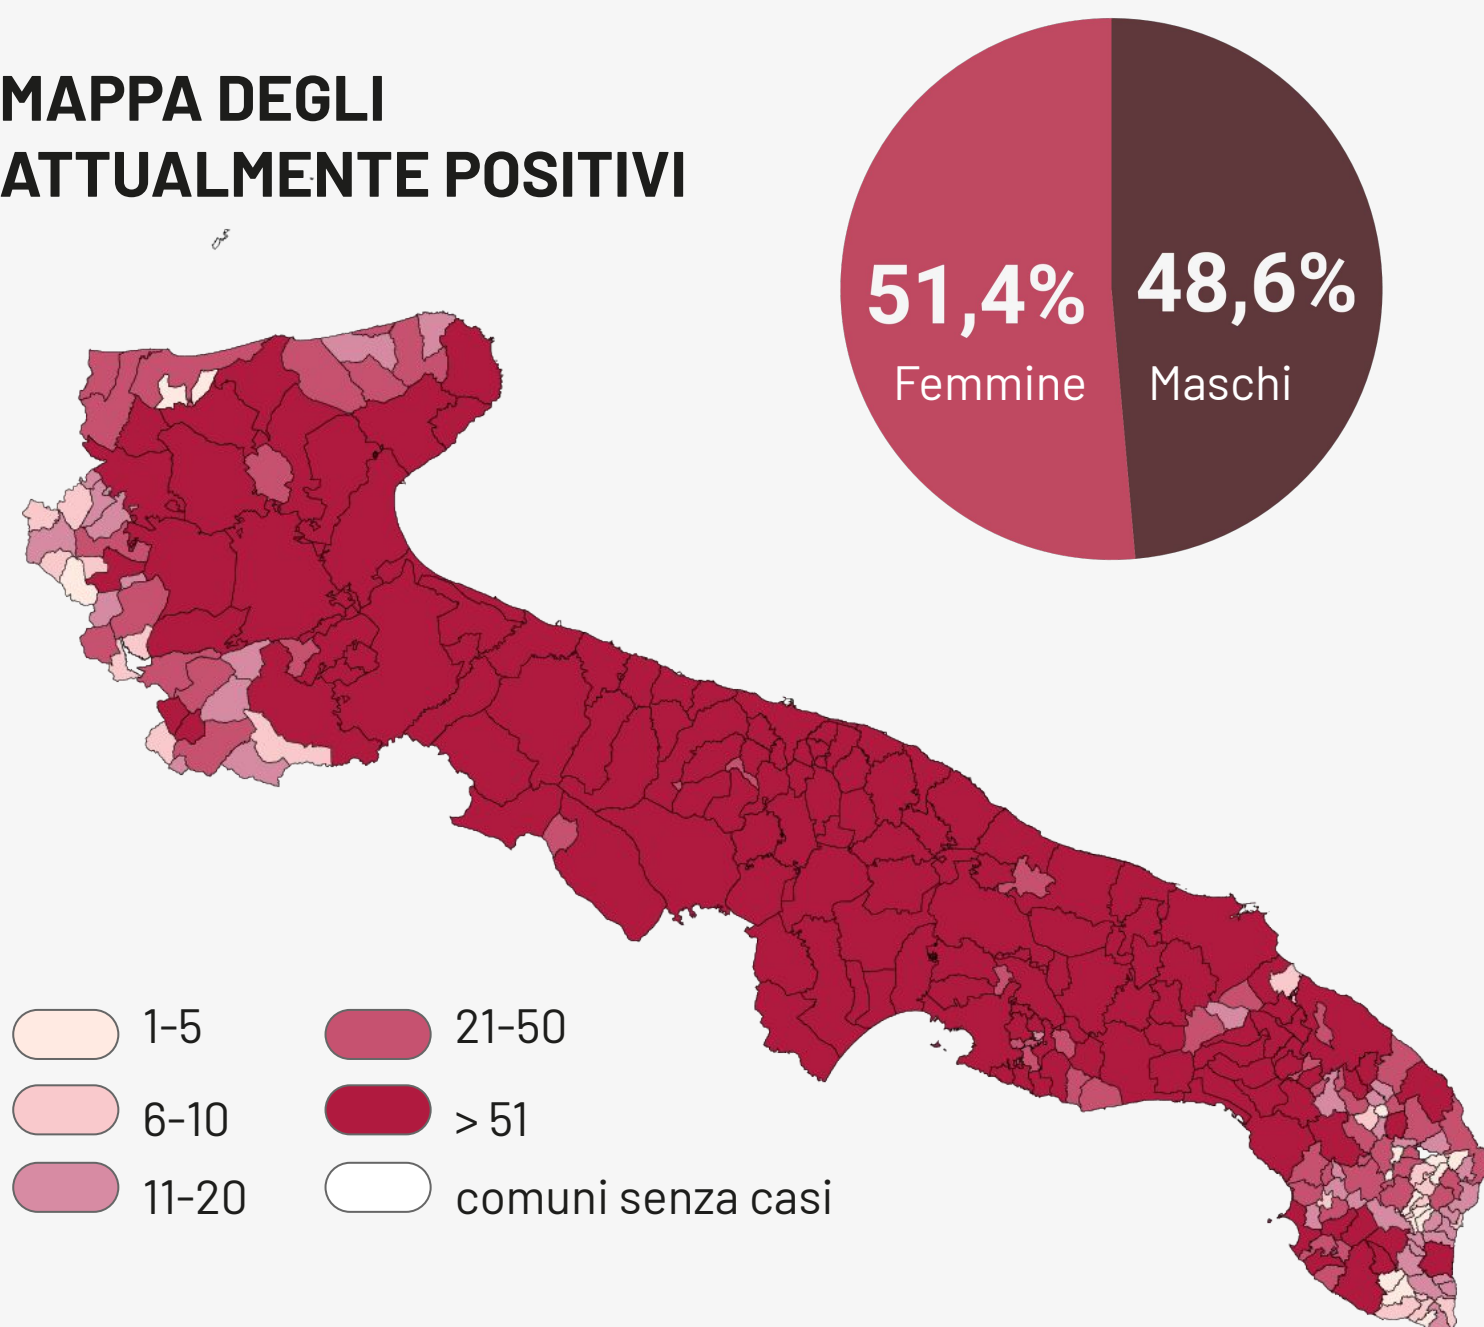 MAPPA DEGLI
ATTUALMENTE POSITIVI
51,4%
Femmine
48,6%
Maschi
1-5
6-10
11-20
21-50
> 51
comuni senza casi